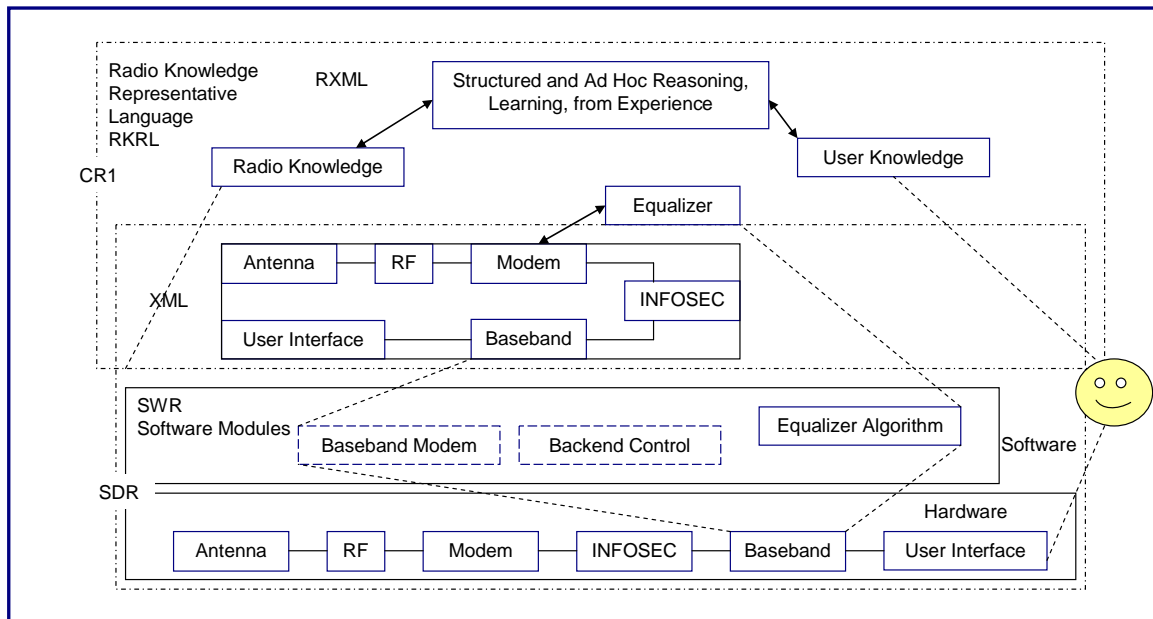 Radio Knowledge
Representative
Language
RKRL
RXML
Structured and Ad Hoc Reasoning,
Learning, from Experience
Radio Knowledge
User Knowledge
CR1
Equalizer
Antenna
RF
Modem
XML
INFOSEC
User Interface
Baseband
SWR
Software Modules
Baseband Modem
Backend Control
Equalizer Algorithm
Software
SDR
Hardware
Antenna
RF
Modem
INFOSEC
Baseband
User Interface